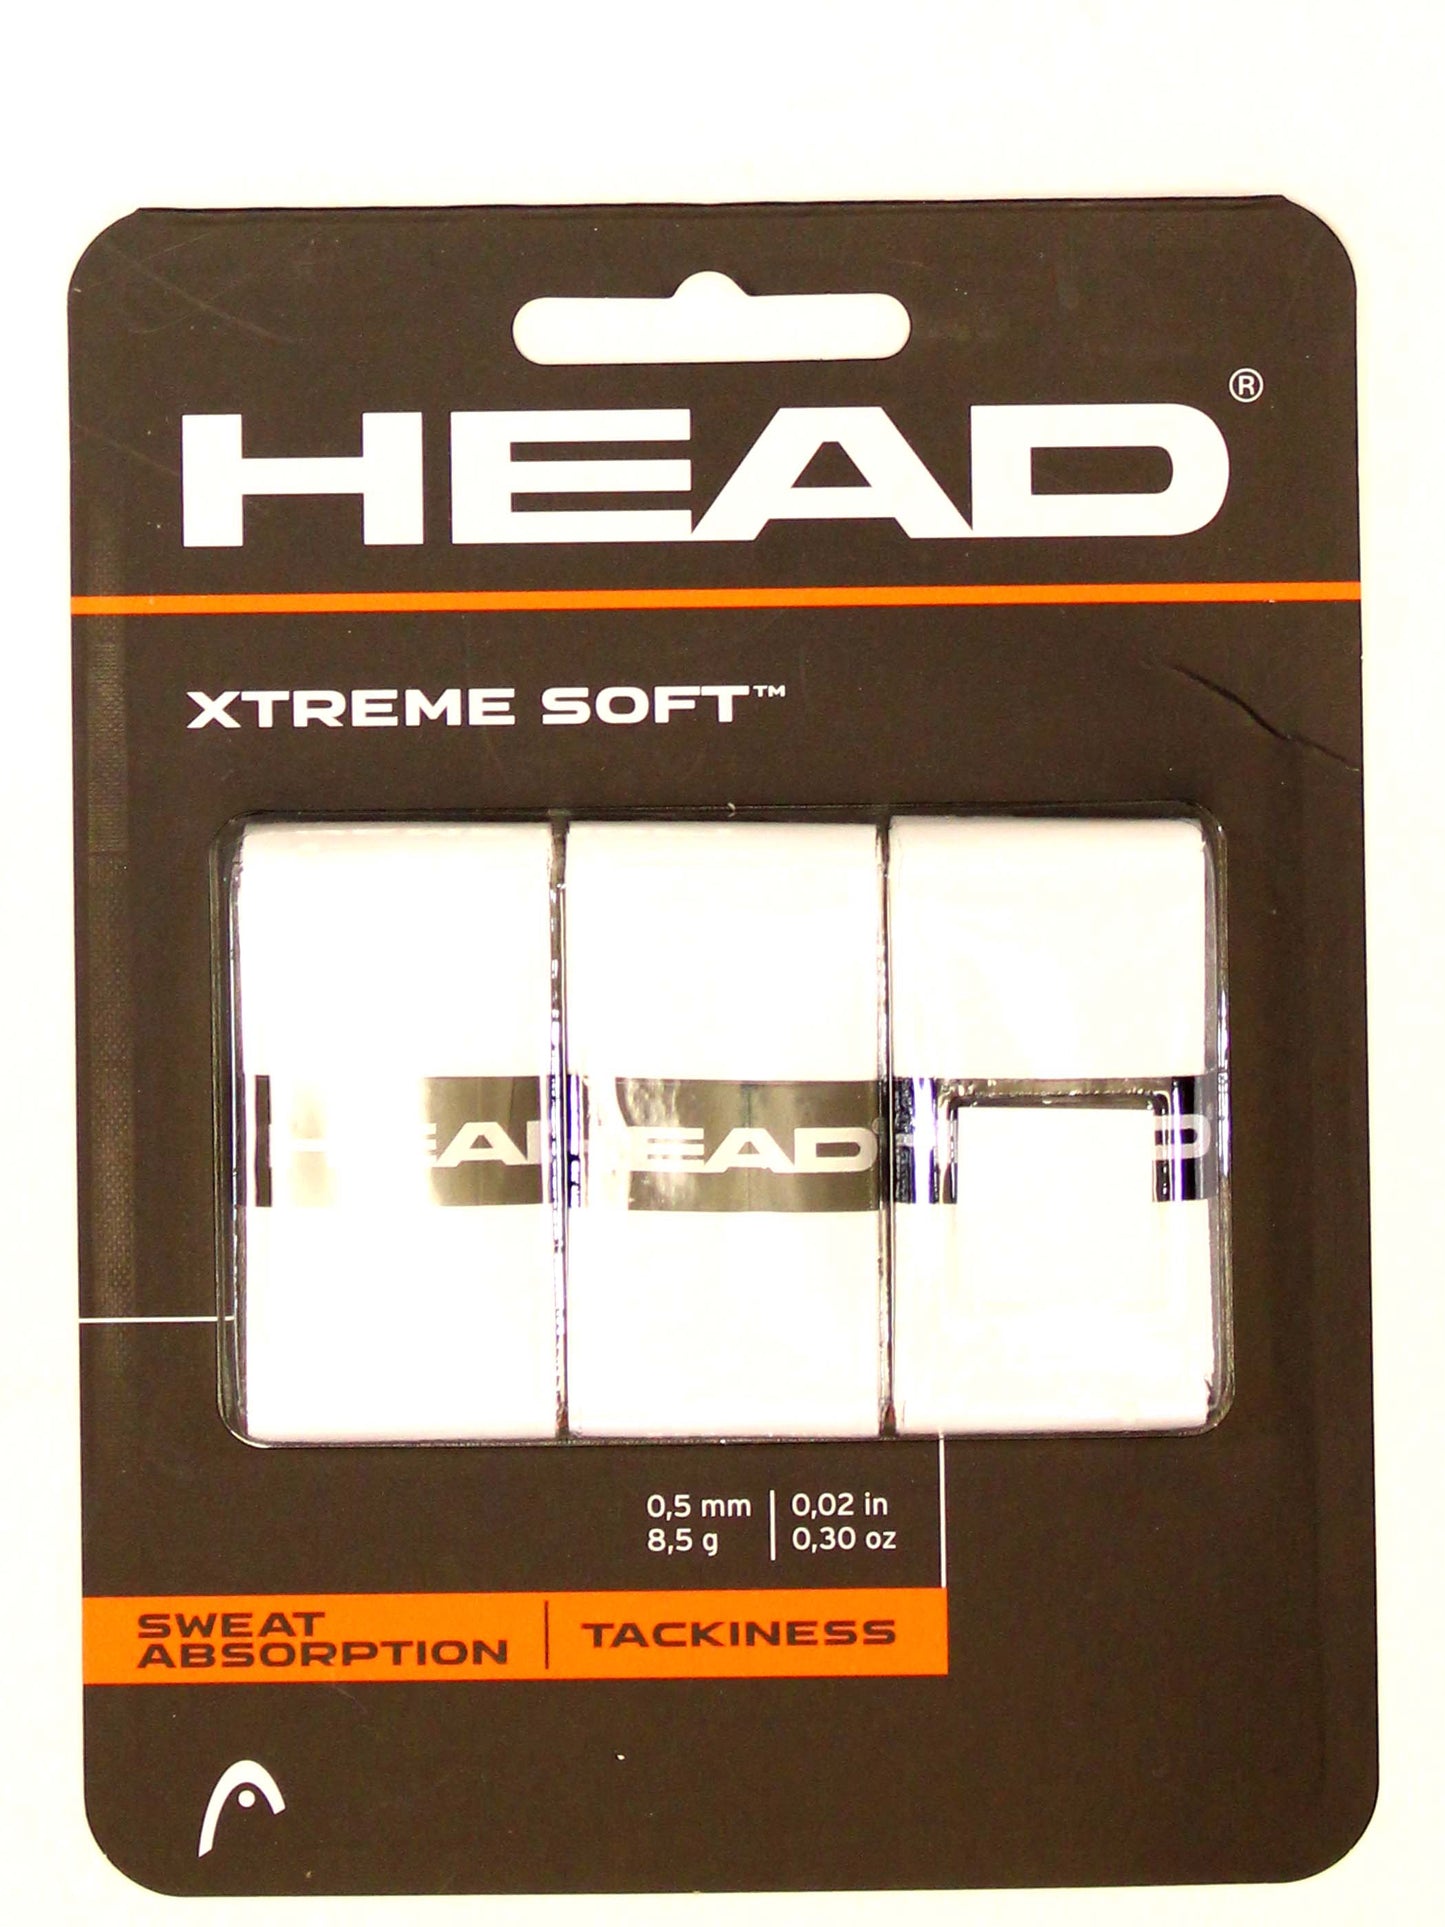 HEAD®
XTREME SOFT™
HEAD
HEAD
0,5 mm | 0,02 in
8,5 g | 0,30 oz
SWEAT
ABSORPTION | TACKINESS